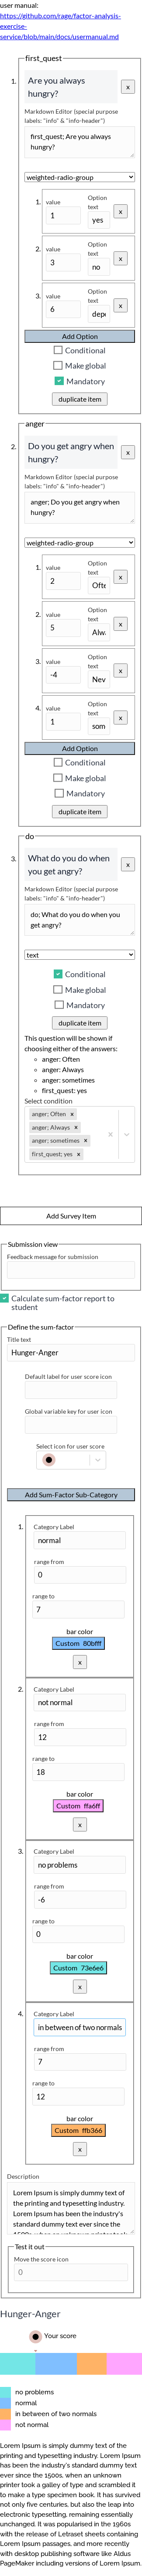 user manual:
https://github.com/rage/factor-analysis-
exercise-
service/blob/main/docs/usermanual.md
first_quest
1.
Are you always
hungry?
x
Markdown Editor (special purpose
labels: "info" & "info-header")
first_quest; Are you always
hungry?
weighted-radio-group
1.
value
1
Option
text
yes
x
2.
value
3
Option
text
no
x
3.
value
6
Option
text
depe
x
Add Option
Conditional
Make global
Mandatory
duplicate item
anger
2.
Do you get angry when
hungry?
x
Markdown Editor (special purpose
labels: "info" & "info-header")
anger; Do you get angry when
hungry?
weighted-radio-group
1.
value
2
Option
text
Ofte
x
2.
value
5
Option
text
Alwa
x
3.
value
-4
Option
text
Nev
x
4.
value
1
Option
text
som
x
Add Option
Conditional
Make global
Mandatory
duplicate item
do
3.
What do you do when
you get angry?
x
Markdown Editor (special purpose
labels: "info" & "info-header")
do; What do you do when you
get angry?
text
Conditional
Make global
Mandatory
duplicate item
This question will be shown if
choosing either of the answers:
anger: Often
anger: Always
anger: sometimes
first_quest: yes
Select condition
anger; Often x
anger; Always x
anger; sometimes x
first_quest; yes x
Add Survey Item
Submission view
Feedback message for submission
Calculate sum-factor report to
student
Define the sum-factor
Title text
Hunger-Anger
Default label for user score icon
Global variable key for user icon
Select icon for user score
Add Sum-Factor Sub-Category
1.
Category Label
normal
range from
0
range to
7
bar color
Custom 80bfff
x
2.
Category Label
not normal
range from
12
range to
18
bar color
Custom ffa6ff
x
3.
Category Label
no problems
range from
-6
range to
0
bar color
Custom 73e6e6
x
4.
Category Label
in between of two normals
range from
7
range to
12
bar color
Custom ffb366
x
Description
Lorem Ipsum is simply dummy text of
the printing and typesetting industry.
Lorem Ipsum has been the industry's
standard dummy text ever since the
Test it out
Move the score icon
0
Hunger-Anger
Your score
no problems
normal
in between of two normals
not normal
Lorem Ipsum is simply dummy text of the
printing and typesetting industry. Lorem Ipsum
has been the industry's standard dummy text
ever since the 1500s, when an unknown
printer took a galley of type and scrambled it
to make a type specimen book. It has survived
not only five centuries, but also the leap into
electronic typesetting, remaining essentially
unchanged. It was popularised in the 1960s
with the release of Letraset sheets containing
Lorem Ipsum passages, and more recently
with desktop publishing software like Aldus
PageMaker including versions of Lorem Ipsum.